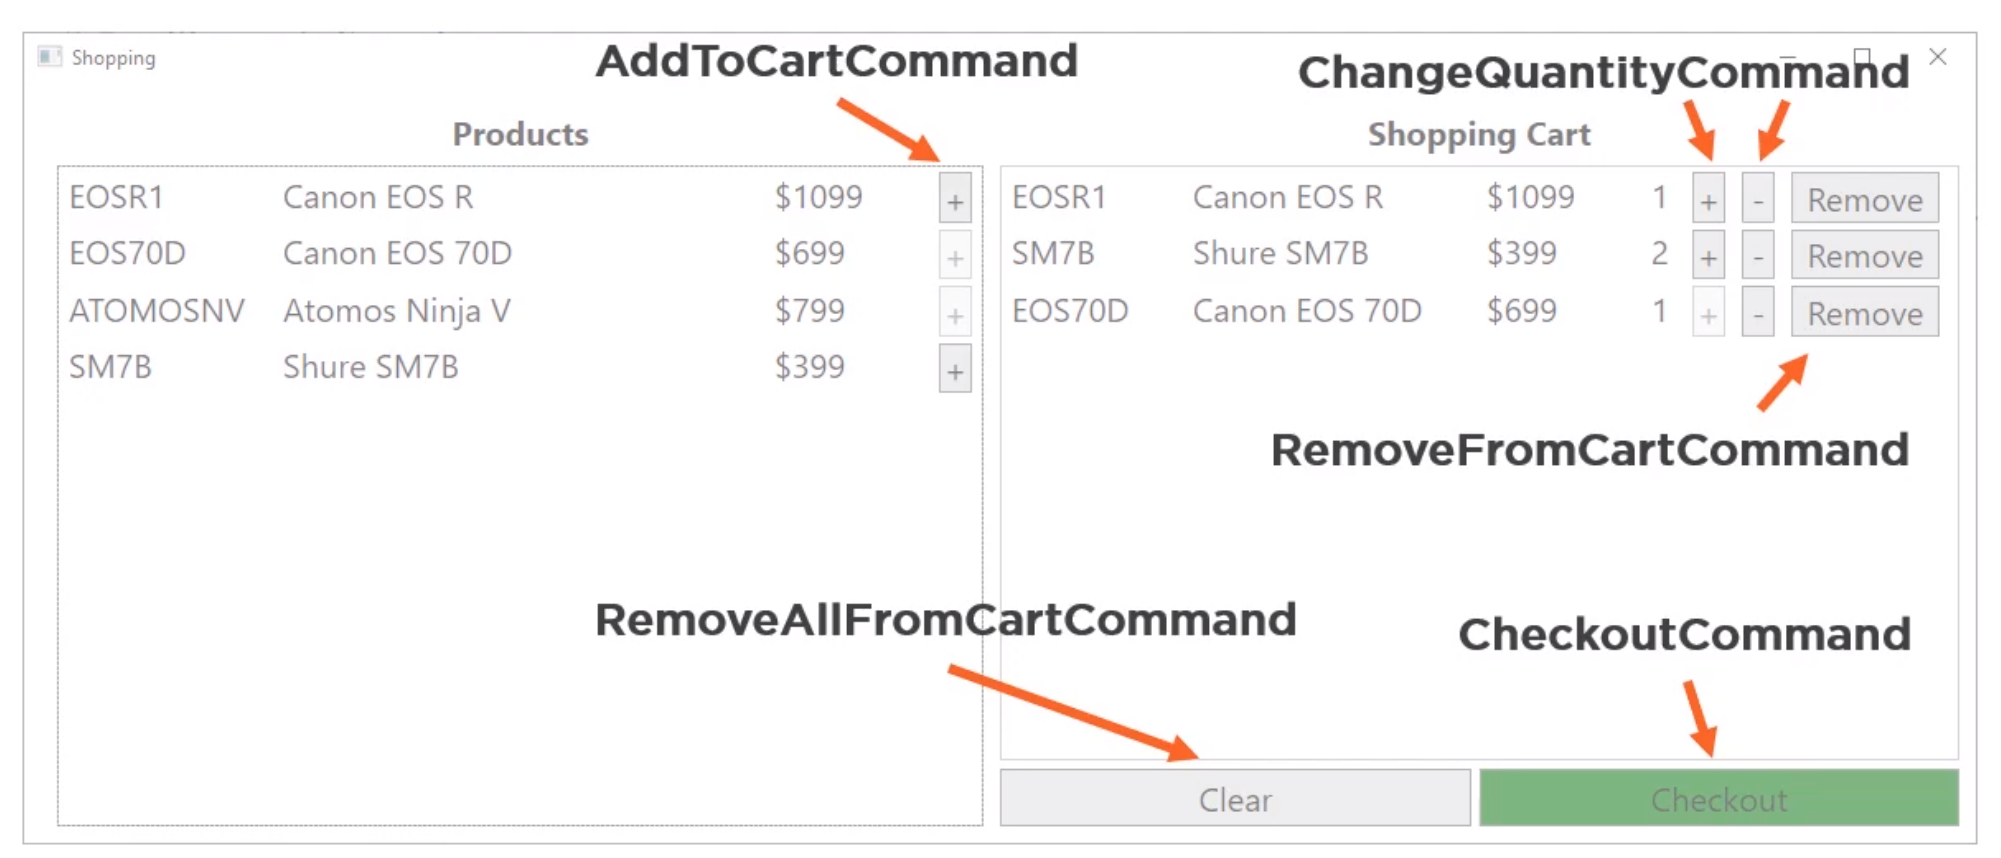 Shopping
AddToCartCommand
ChangeQuantityCommand
Products
EOSR1 Canon EOS R $1099 +
EOS70D Canon EOS 70D $699 +
ATOMOSNV Atomos Ninja V $799 +
SM7B Shure SM7B $399 +
Shopping Cart
EOSR1 Canon EOS R $1099 1 + - Remove
SM7B Shure SM7B $399 2 + - Remove
EOS70D Canon EOS 70D $699 1 + - Remove
RemoveFromCartCommand
RemoveAllFromCartCommand
CheckoutCommand
Clear
Checkout